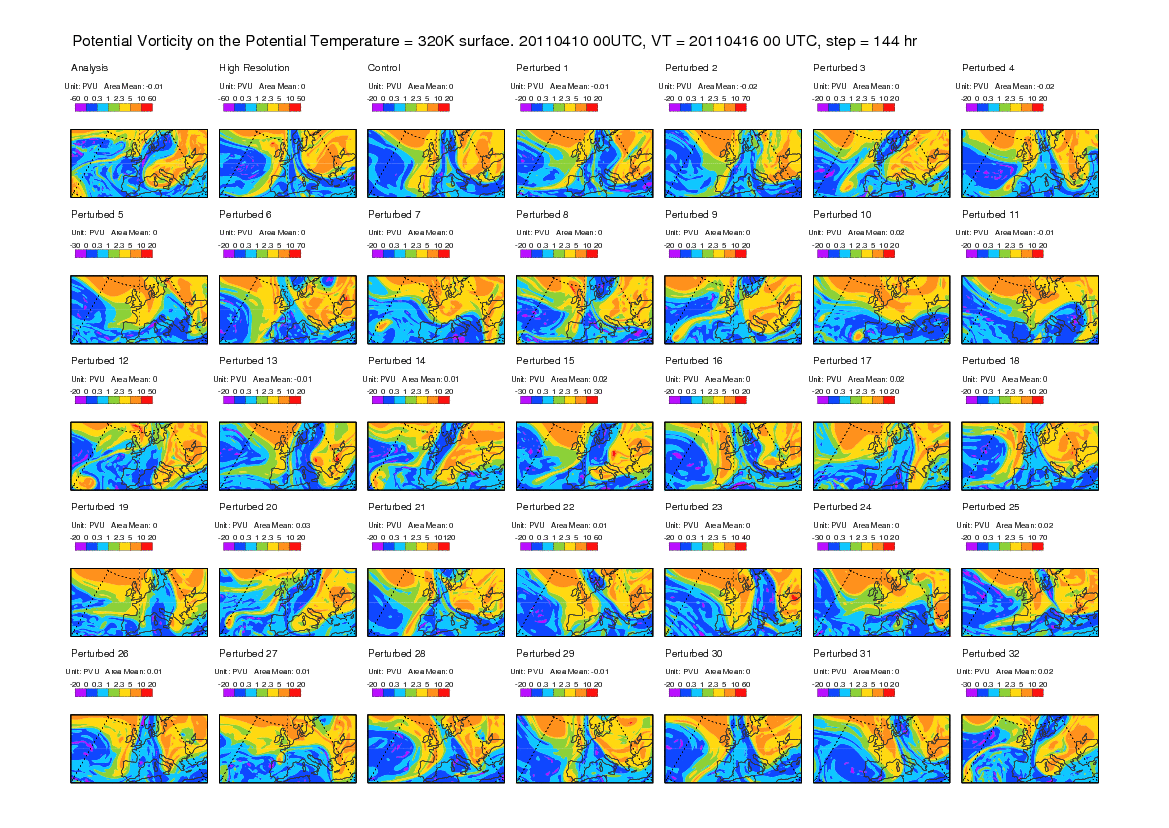 Potential Vorticity on the Potential Temperature = 320K surface. 20110410 00UTC, VT = 20110416 00 UTC, step = 144 hr
Analysis High Resolution Control Perturbed 1 Perturbed 2 Perturbed 3 Perturbed 4
Unit: PVU Area Mean: -0.01 Unit: PVU Area Mean: 0 Unit: PVU Area Mean: 0 Unit: PVU Area Mean: -0.01 Unit: PVU Area Mean: -0.02 Unit: PVU Area Mean: 0 Unit: PVU Area Mean: -0.02
-60 0 0.3 1 2 3 5 10 60 -60 0 0.3 1 2 3 5 10 50 -20 0 0.3 1 2 3 5 10 20 -20 0 0.3 1 2 3 5 10 20 -20 0 0.3 1 2 3 5 10 70 -20 0 0.3 1 2 3 5 10 20 -20 0 0.3 1 2 3 5 10 20
Perturbed 5 Perturbed 6 Perturbed 7 Perturbed 8 Perturbed 9 Perturbed 10 Perturbed 11
Unit: PVU Area Mean: 0 Unit: PVU Area Mean: 0 Unit: PVU Area Mean: 0 Unit: PVU Area Mean: 0 Unit: PVU Area Mean: 0 Unit: PVU Area Mean: 0.02 Unit: PVU Area Mean: -0.01
-30 0 0.3 1 2 3 5 10 20 -20 0 0.3 1 2 3 5 10 70 -20 0 0.3 1 2 3 5 10 20 -20 0 0.3 1 2 3 5 10 20 -20 0 0.3 1 2 3 5 10 20 -20 0 0.3 1 2 3 5 10 20 -20 0 0.3 1 2 3 5 10 20
Perturbed 12 Perturbed 13 Perturbed 14 Perturbed 15 Perturbed 16 Perturbed 17 Perturbed 18
Unit: PVU Area Mean: 0 Unit: PVU Area Mean: -0.01 Unit: PVU Area Mean: 0.01 Unit: PVU Area Mean: 0.02 Unit: PVU Area Mean: 0 Unit: PVU Area Mean: 0.02 Unit: PVU Area Mean: 0
-20 0 0.3 1 2 3 5 10 50 -20 0 0.3 1 2 3 5 10 20 -20 0 0.3 1 2 3 5 10 20 -30 0 0.3 1 2 3 5 10 30 -20 0 0.3 1 2 3 5 10 20 -20 0 0.3 1 2 3 5 10 20 -20 0 0.3 1 2 3 5 10 20
Perturbed 19 Perturbed 20 Perturbed 21 Perturbed 22 Perturbed 23 Perturbed 24 Perturbed 25
Unit: PVU Area Mean: 0 Unit: PVU Area Mean: 0.03 Unit: PVU Area Mean: 0 Unit: PVU Area Mean: 0.01 Unit: PVU Area Mean: 0 Unit: PVU Area Mean: 0 Unit: PVU Area Mean: 0.02
-20 0 0.3 1 2 3 5 10 20 -20 0 0.3 1 2 3 5 10 20 -20 0 0.3 1 2 3 5 10120 -20 0 0.3 1 2 3 5 10 60 -20 0 0.3 1 2 3 5 10 40 -30 0 0.3 1 2 3 5 10 20 -20 0 0.3 1 2 3 5 10 70
Perturbed 26 Perturbed 27 Perturbed 28 Perturbed 29 Perturbed 30 Perturbed 31 Perturbed 32
Unit: PVU Area Mean: 0.01 Unit: PVU Area Mean: 0.01 Unit: PVU Area Mean: 0 Unit: PVU Area Mean: -0.01 Unit: PVU Area Mean: 0 Unit: PVU Area Mean: 0 Unit: PVU Area Mean: 0.02
-20 0 0.3 1 2 3 5 10 20 -20 0 0.3 1 2 3 5 10 20 -20 0 0.3 1 2 3 5 10 20 -20 0 0.3 1 2 3 5 10 20 -20 0 0.3 1 2 3 5 10 60 -20 0 0.3 1 2 3 5 10 20 -30 0 0.3 1 2 3 5 10 20